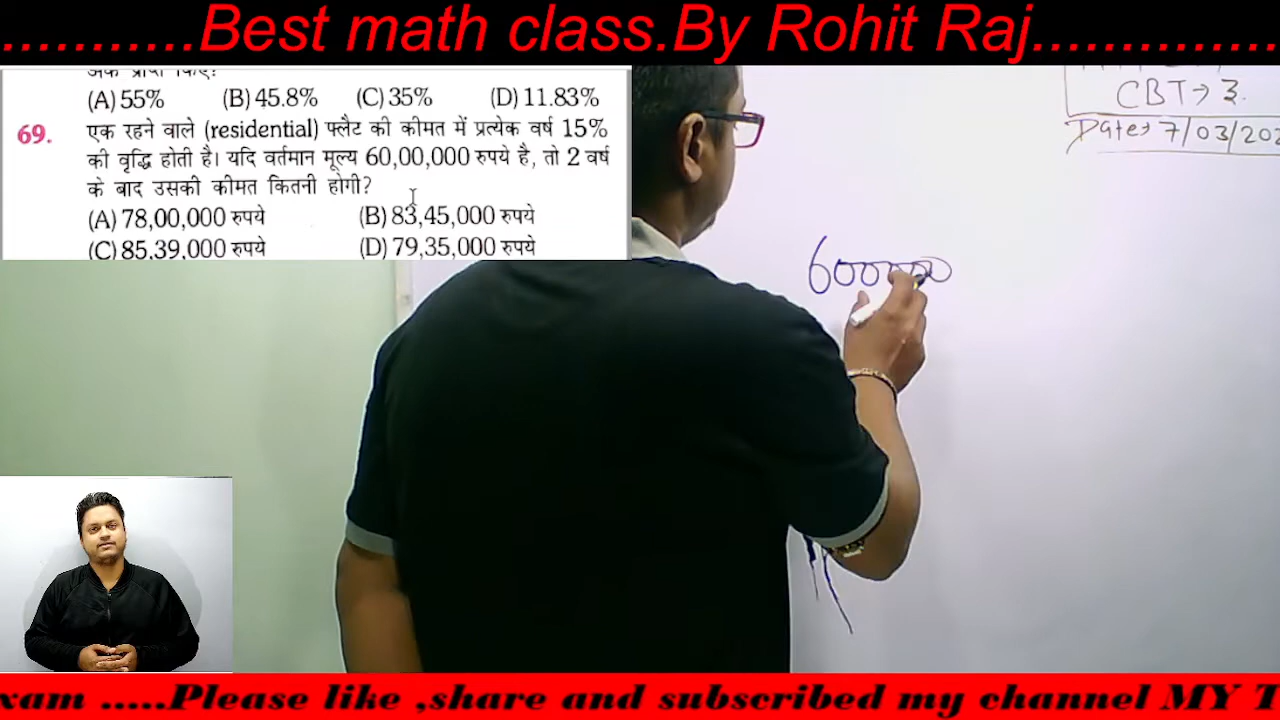 ...........Best math class.By Rohit Raj..............
(A) 55% (B) 45.8% (C) 35% (D) 11.83%
69. एक रहने वाले (residential) फ्लैट की कीमत में प्रत्येक वर्ष 15%
की वृद्धि होती है। यदि वर्तमान मूल्य 60,00,000 रुपये है, तो 2 वर्ष
के बाद उसकी कीमत कितनी होगी?
(A) 78,00,000 रुपये (B) 83,45,000 रुपये
(C) 85,39,000 रुपये (D) 79,35,000 रुपये
CBT→3.
Date→ 7/03/202
6000000
xam .....Please like ,share and subscribed my channel MY T